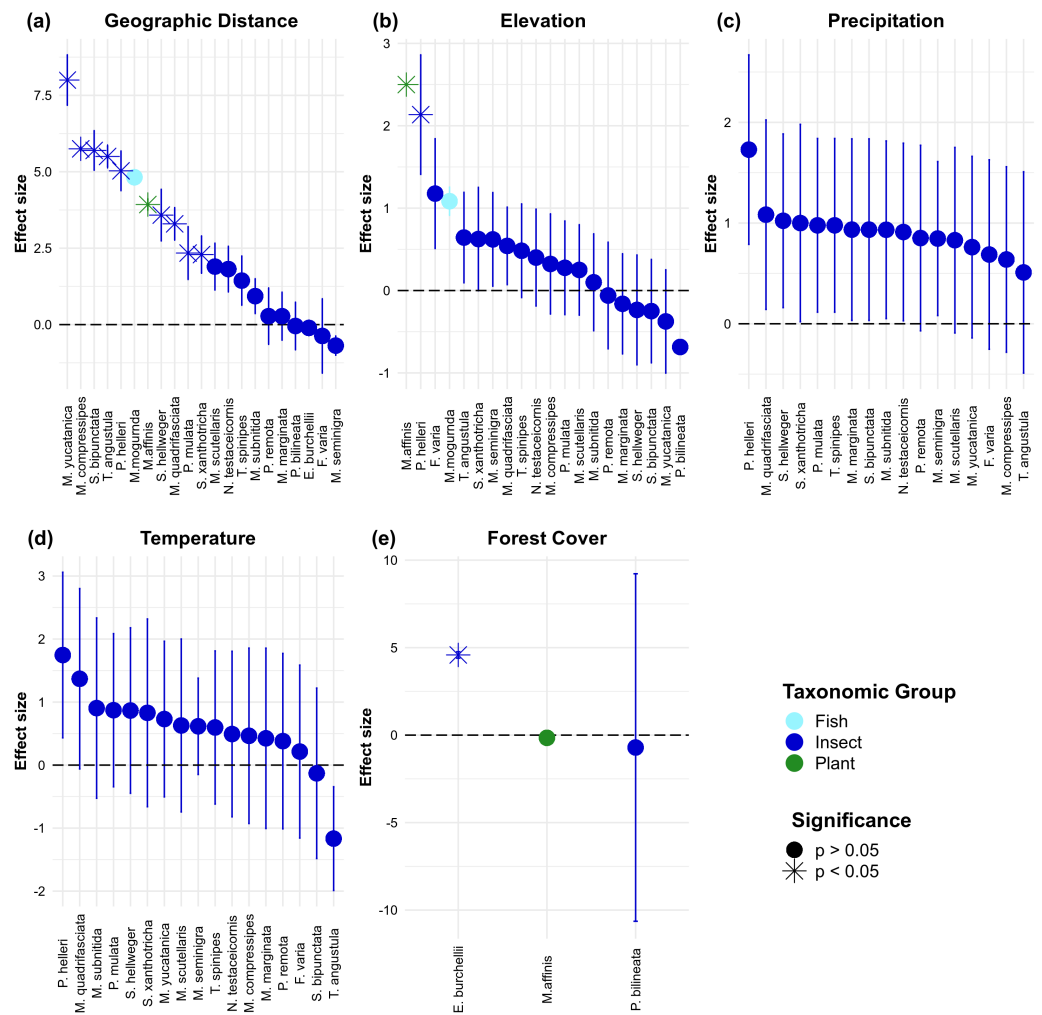 (a) Geographic Distance
Effect size
7.5
5.0
2.5
0.0
M. yucatanica
M. compressipes
S. bipunctata
T. angustula
P. helleri
M.mogurnda
M.affinis
S. hellweger
M. quadrifasciata
P. mulata
S. xanthotricha
M. scutellaris
N. testaceicornis
T. spinipes
M. subnitida
P. remota
M. marginata
P. bilineata
E. burchellii
F. varia
M. seminigra
(b) Elevation
Effect size
3
2
1
0
-1
M.affinis
P. helleri
F. varia
M.mogurnda
T. angustula
S. xanthotricha
M. seminigra
M. quadrifasciata
T. spinipes
N. testaceicornis
M. compressipes
P. mulata
M. scutellaris
M. subnitida
P. remota
M. marginata
S. hellweger
S. bipunctata
M. yucatanica
P. bilineata
(c) Precipitation
Effect size
2
1
0
P. helleri
M. quadrifasciata
S. hellweger
S. xanthotricha
P. mulata
T. spinipes
M. marginata
S. bipunctata
M. subnitida
N. testaceicornis
P. remota
M. seminigra
M. scutellaris
M. yucatanica
F. varia
M. compressipes
T. angustula
(d) Temperature
Effect size
3
2
1
0
-1
-2
P. helleri
M. quadrifasciata
M. subnitida
P. mulata
S. hellweger
S. xanthotricha
M. yucatanica
M. scutellaris
M. seminigra
T. spinipes
N. testaceicornis
M. compressipes
M. marginata
P. remota
F. varia
S. bipunctata
T. angustula
(e) Forest Cover
Effect size
10
5
0
-5
-10
E. burchellii
M.affinis
P. bilineata
Taxonomic Group
Fish
Insect
Plant
Significance
p > 0.05
p < 0.05